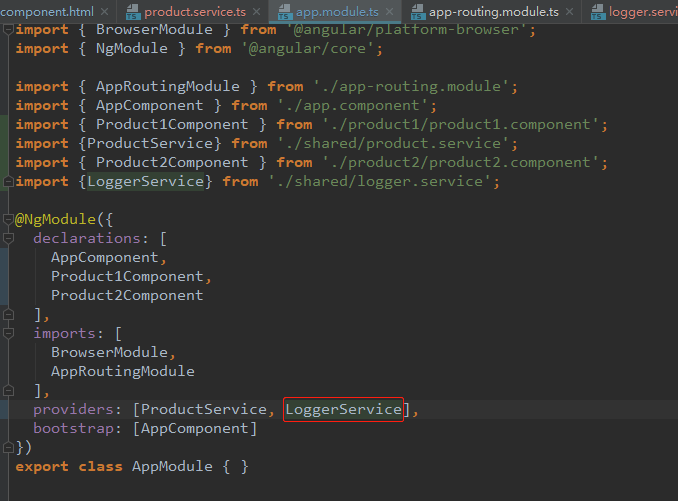 component.html × product.service.ts × app.module.ts × app-routing.module.ts × logger.servi
import { BrowserModule } from '@angular/platform-browser';
import { NgModule } from '@angular/core';
import { AppRoutingModule } from './app-routing.module';
import { AppComponent } from './app.component';
import { Product1Component } from './product1/product1.component';
import {ProductService} from './shared/product.service';
import { Product2Component } from './product2/product2.component';
import {LoggerService} from './shared/logger.service';
@NgModule({
  declarations: [
    AppComponent,
    Product1Component,
    Product2Component
  ],
  imports: [
    BrowserModule,
    AppRoutingModule
  ],
  providers: [ProductService, LoggerService],
  bootstrap: [AppComponent]
})
export class AppModule { }